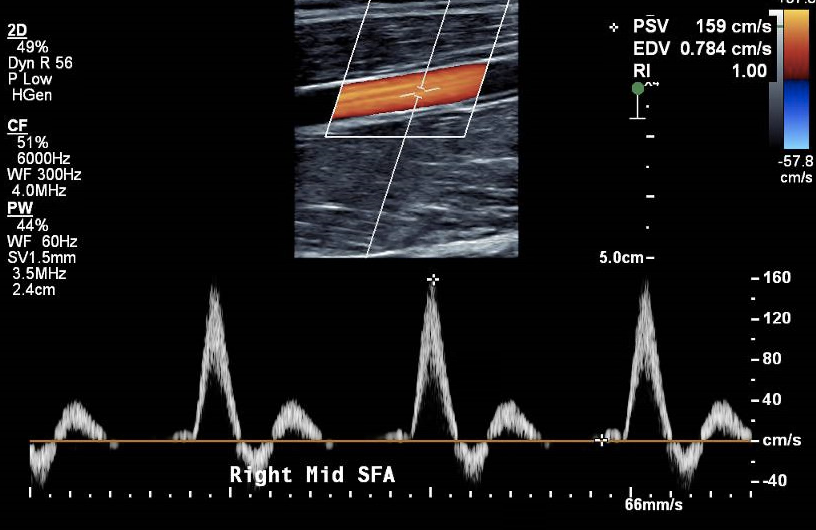 2D
49%
Dyn R 56
P Low
HGen
CF
51%
6000Hz
WF 300Hz
4.0MHz
PW
44%
WF 60Hz
SV1.5mm
3.5MHz
2.4cm
PSV 159 cm/s
EDV 0.784 cm/s
RI 1.00
-57.8
cm/s
5.0cm
160
120
80
40
cm/s
-40
Right Mid SFA
66mm/s